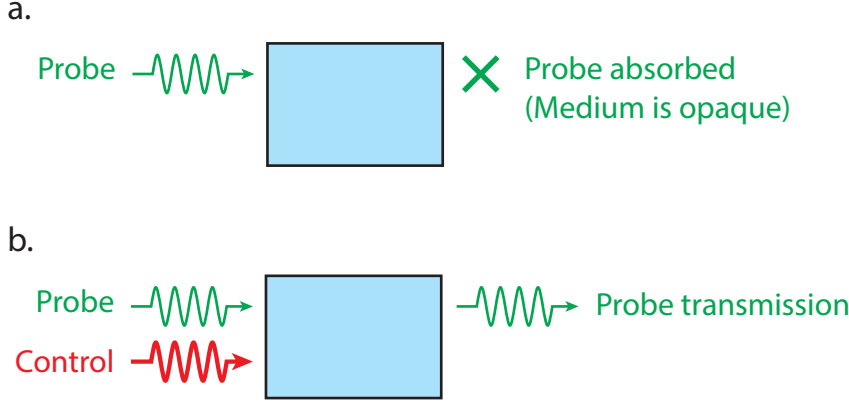 a.
Probe
Probe absorbed
(Medium is opaque)
b.
Probe
Probe transmission
Control